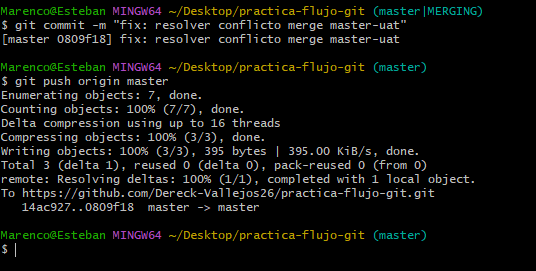 Marenco@Esteban MINGW64 ~/Desktop/practica-flujo-git (master|MERGING)
$ git commit -m "fix: resolver conflicto merge master-uat"
[master 0809f18] fix: resolver conflicto merge master-uat
Marenco@Esteban MINGW64 ~/Desktop/practica-flujo-git (master)
$ git push origin master
Enumerating objects: 7, done.
Counting objects: 100% (7/7), done.
Delta compression using up to 16 threads
Compressing objects: 100% (3/3), done.
Writing objects: 100% (3/3), 395 bytes | 395.00 KiB/s, done.
Total 3 (delta 1), reused 0 (delta 0), pack-reused 0 (from 0)
remote: Resolving deltas: 100% (1/1), completed with 1 local object.
To https://github.com/Dereck-Vallejos26/practica-flujo-git.git
   14ac927..0809f18  master -> master
Marenco@Esteban MINGW64 ~/Desktop/practica-flujo-git (master)
$